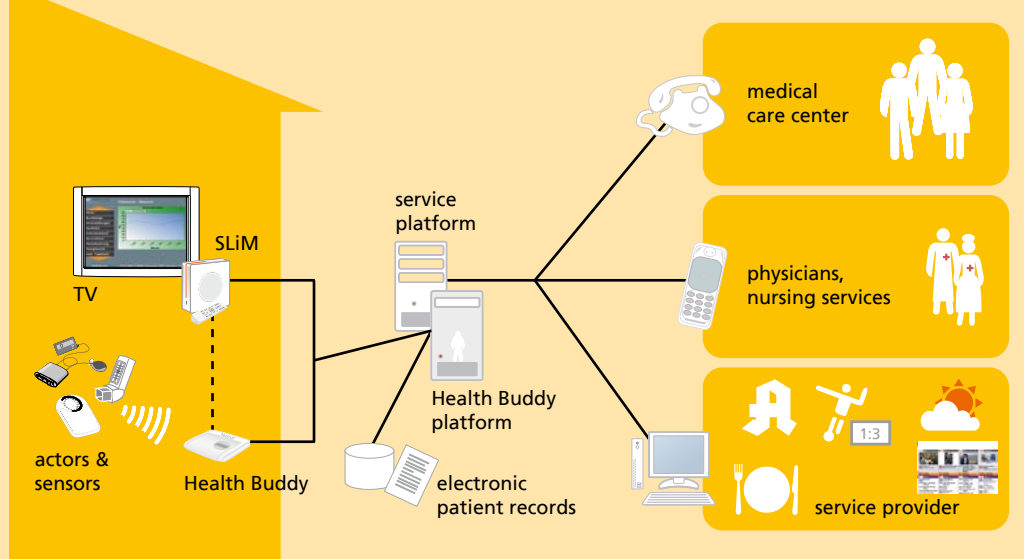 medical
care center
service
platform
SLiM
TV
physicians,
nursing services
Health Buddy
platform
1:3
actors &
sensors
Health Buddy
electronic
patient records
service provider